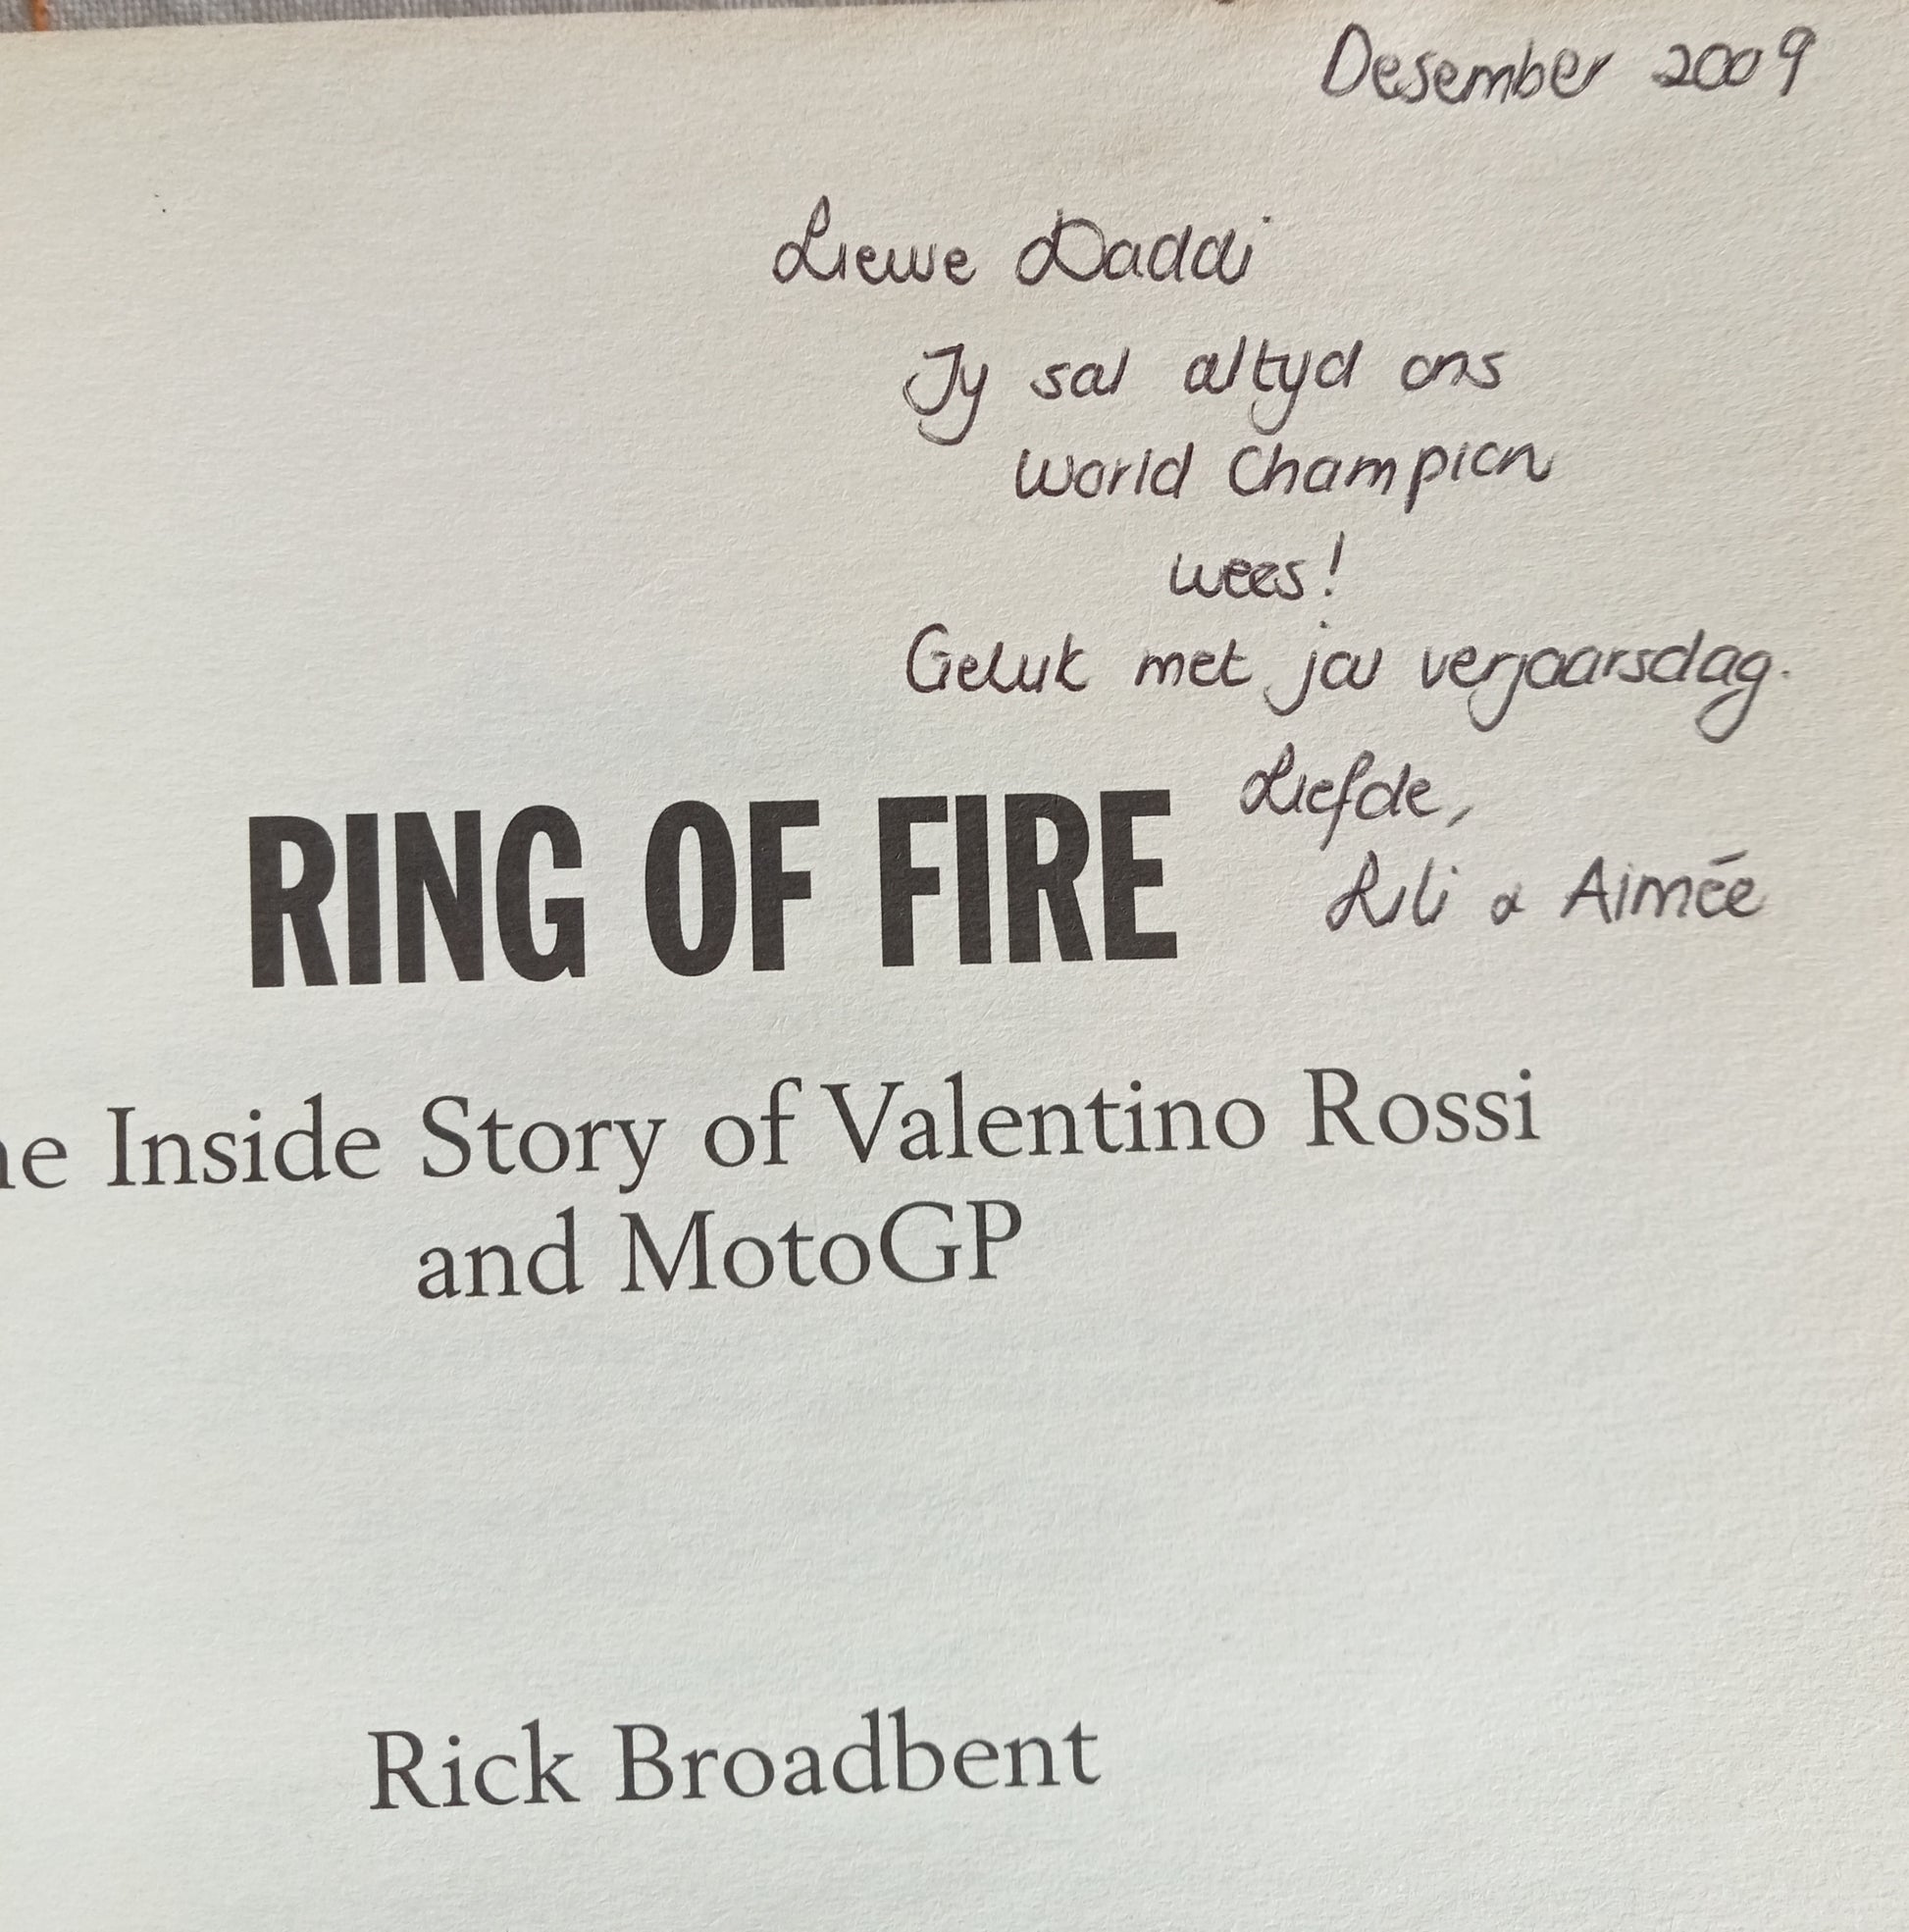 Desember 2009
Liewe Daddi
Jy sal altyd ons
World Champion
wees!
Geluk met jou verjaarsdag.
Liefde,
Lili & Aimée
RING OF FIRE
he Inside Story of Valentino Rossi
and MotoGP
Rick Broadbent